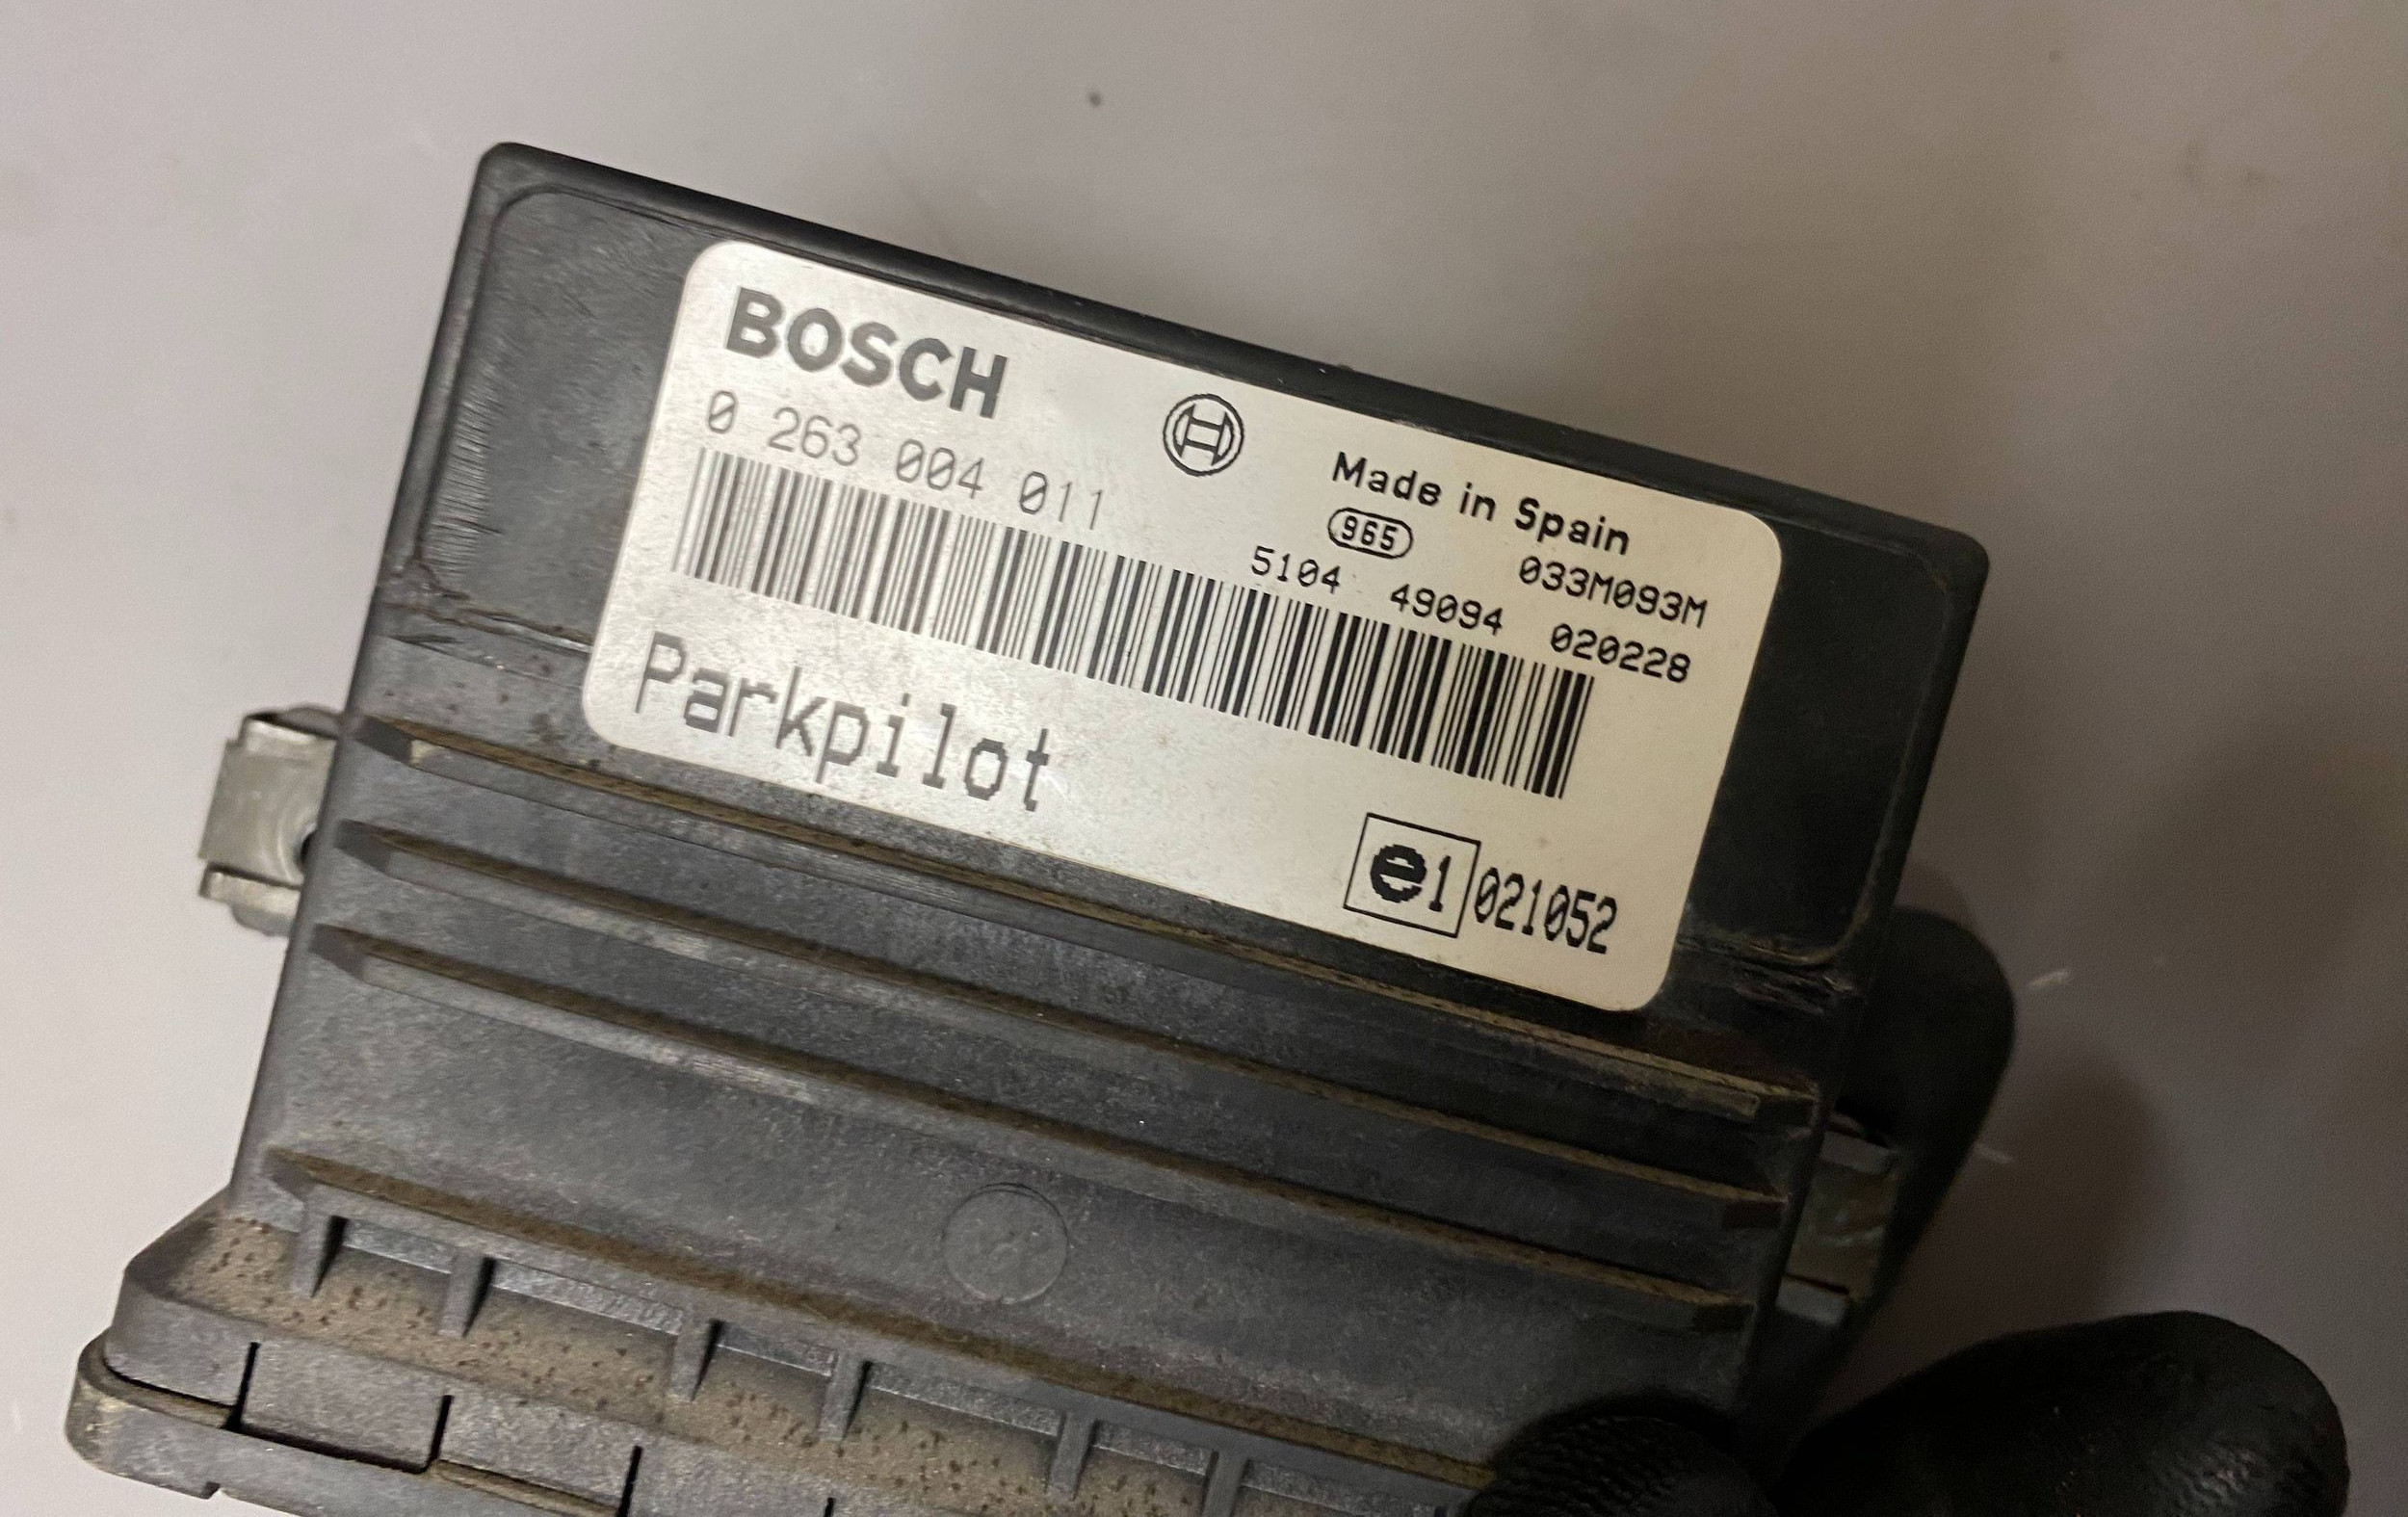 BOSCH
0 263 004 011
Made in Spain
965
033M093M
5104 49094 020228
Parkpilot
e1 021052